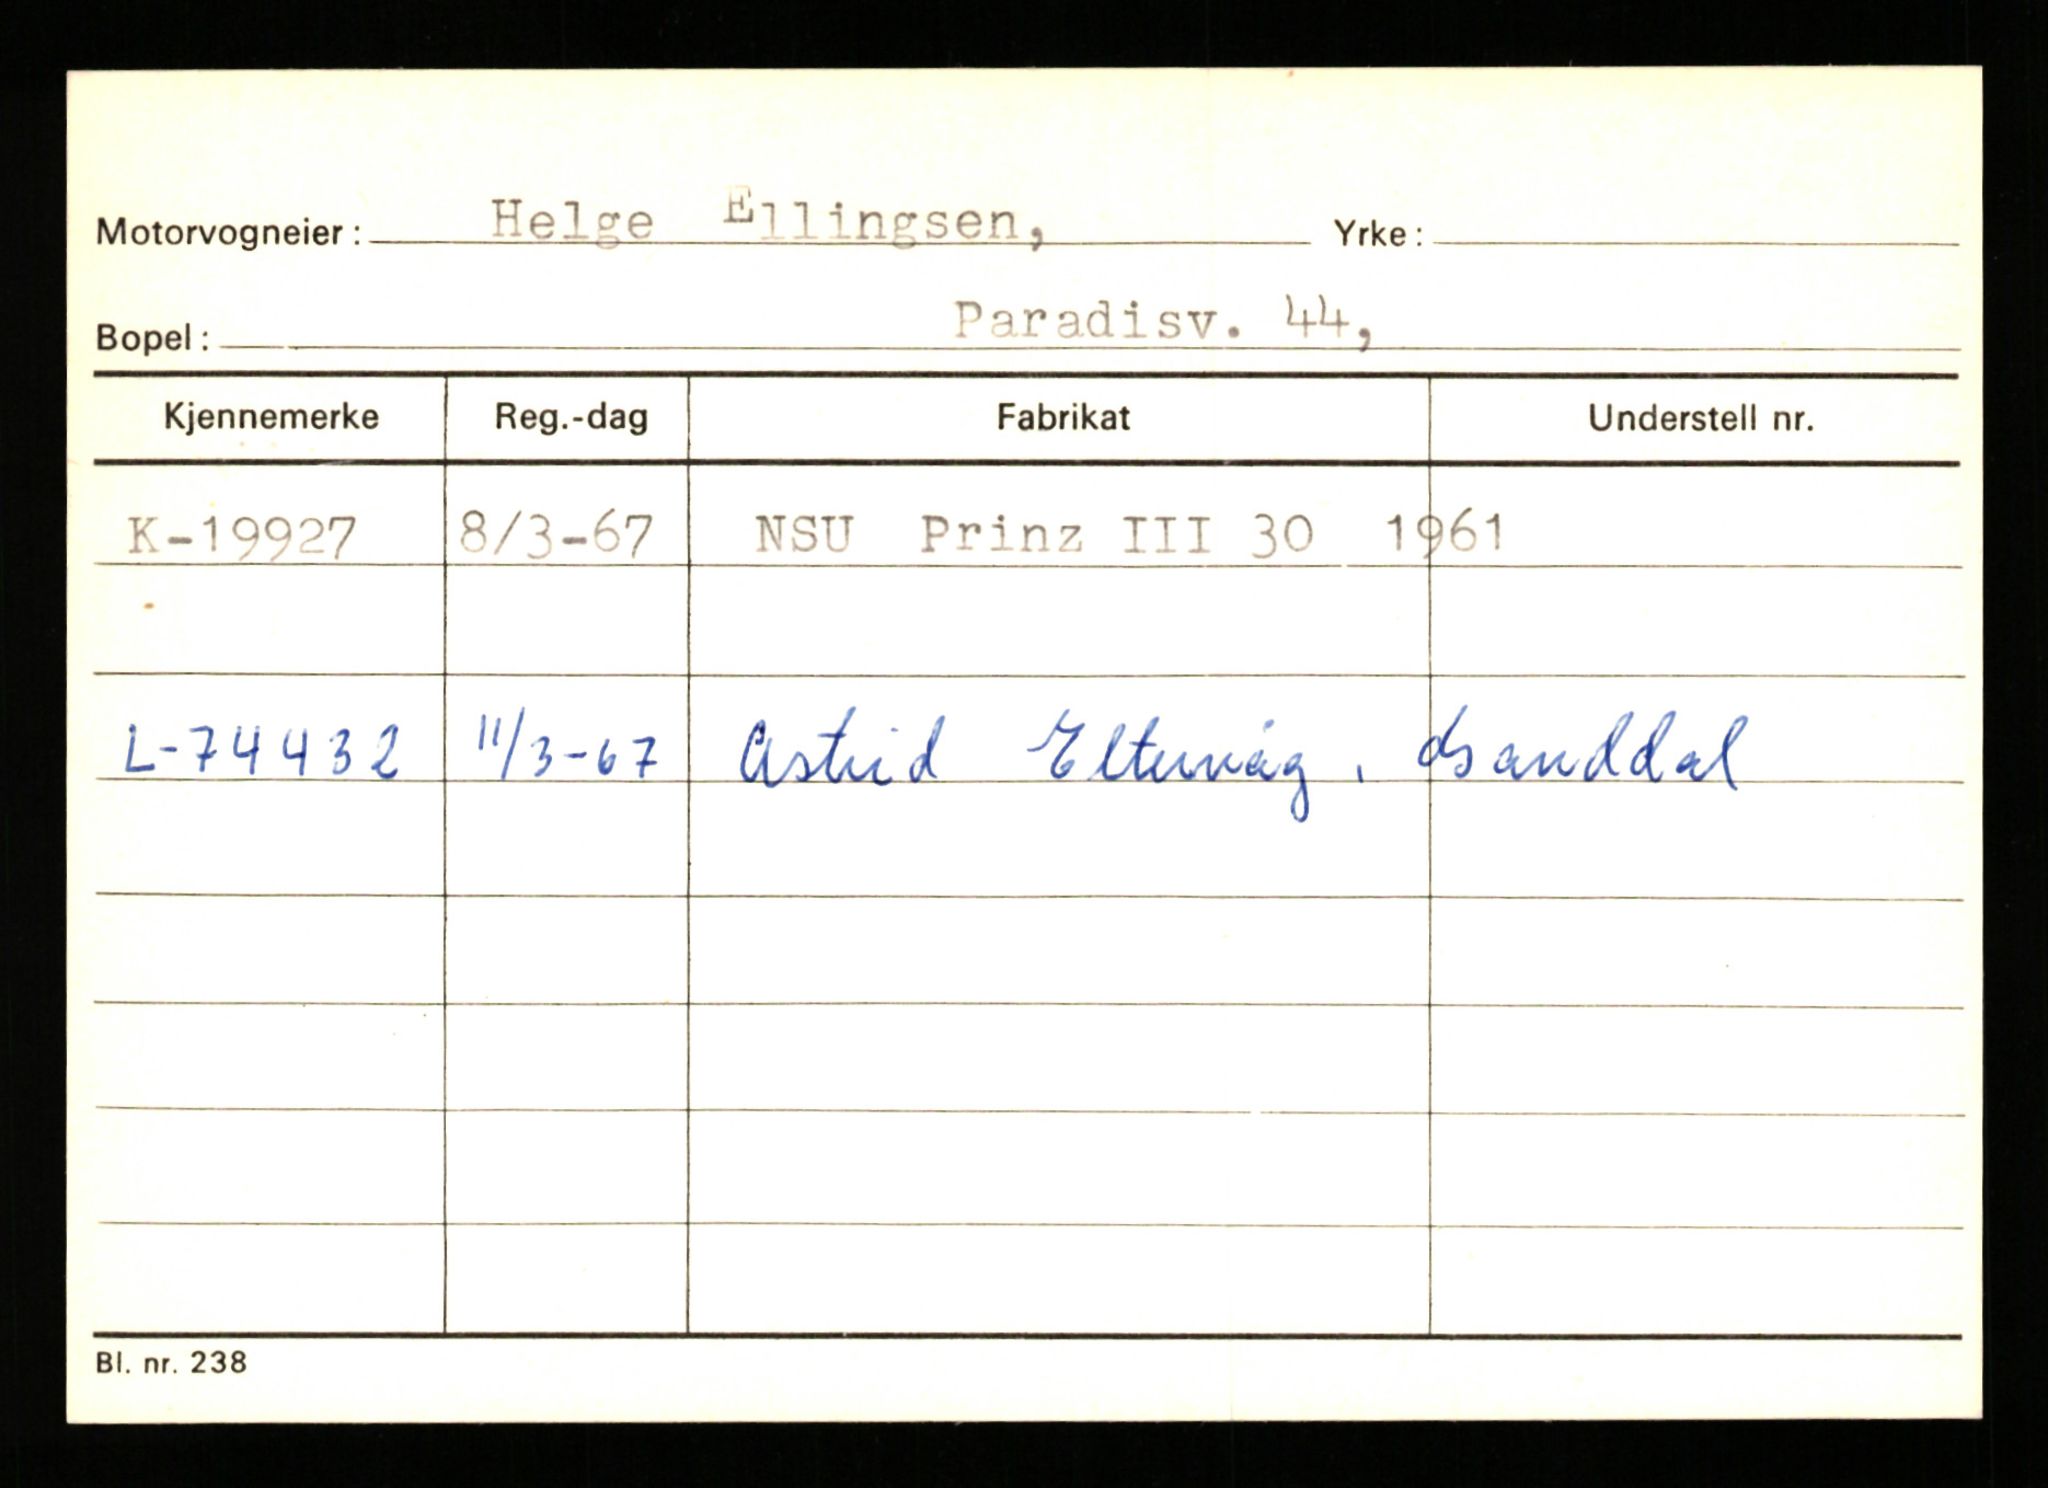 Motorvogneier: Helge Ellingsen, Yrke:
Bopel: Paradisv. 44,
Kjennemerke Reg.-dag Fabrikat Understell nr.
K-19927 8/3-67 NSU Prinz III 30 1961
L-74432 11/3-67 Astrid Eltervåg, Asanddal
Bl. nr. 238